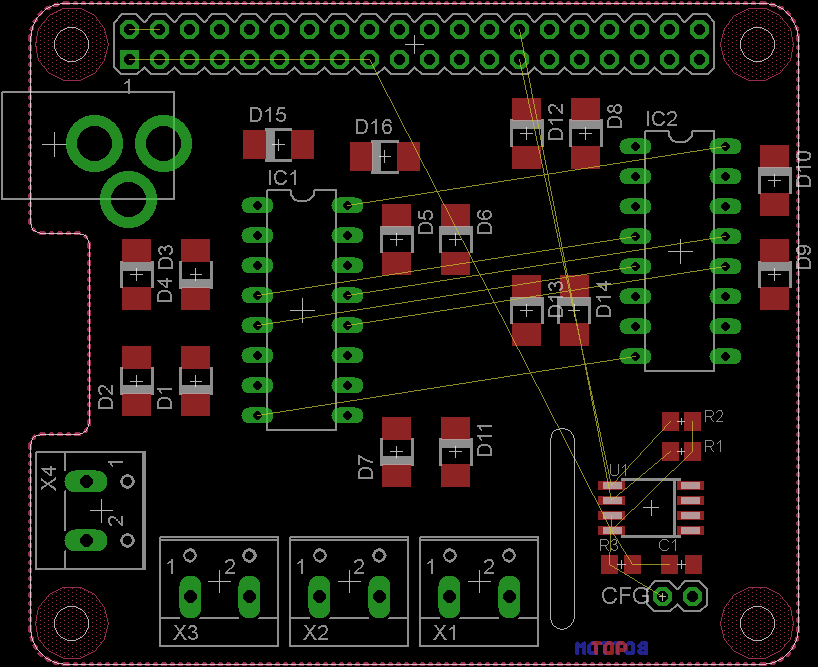 1
D15
D16
D12
D8
IC2
D10
IC1
D5
D6
D3
D4
D9
D13
D14
D2
D1
D7
D11
R2
R1
U1
X4
1
2
R3
C1
CFG
1
2
X3
1
2
X2
1
2
X1
TOP